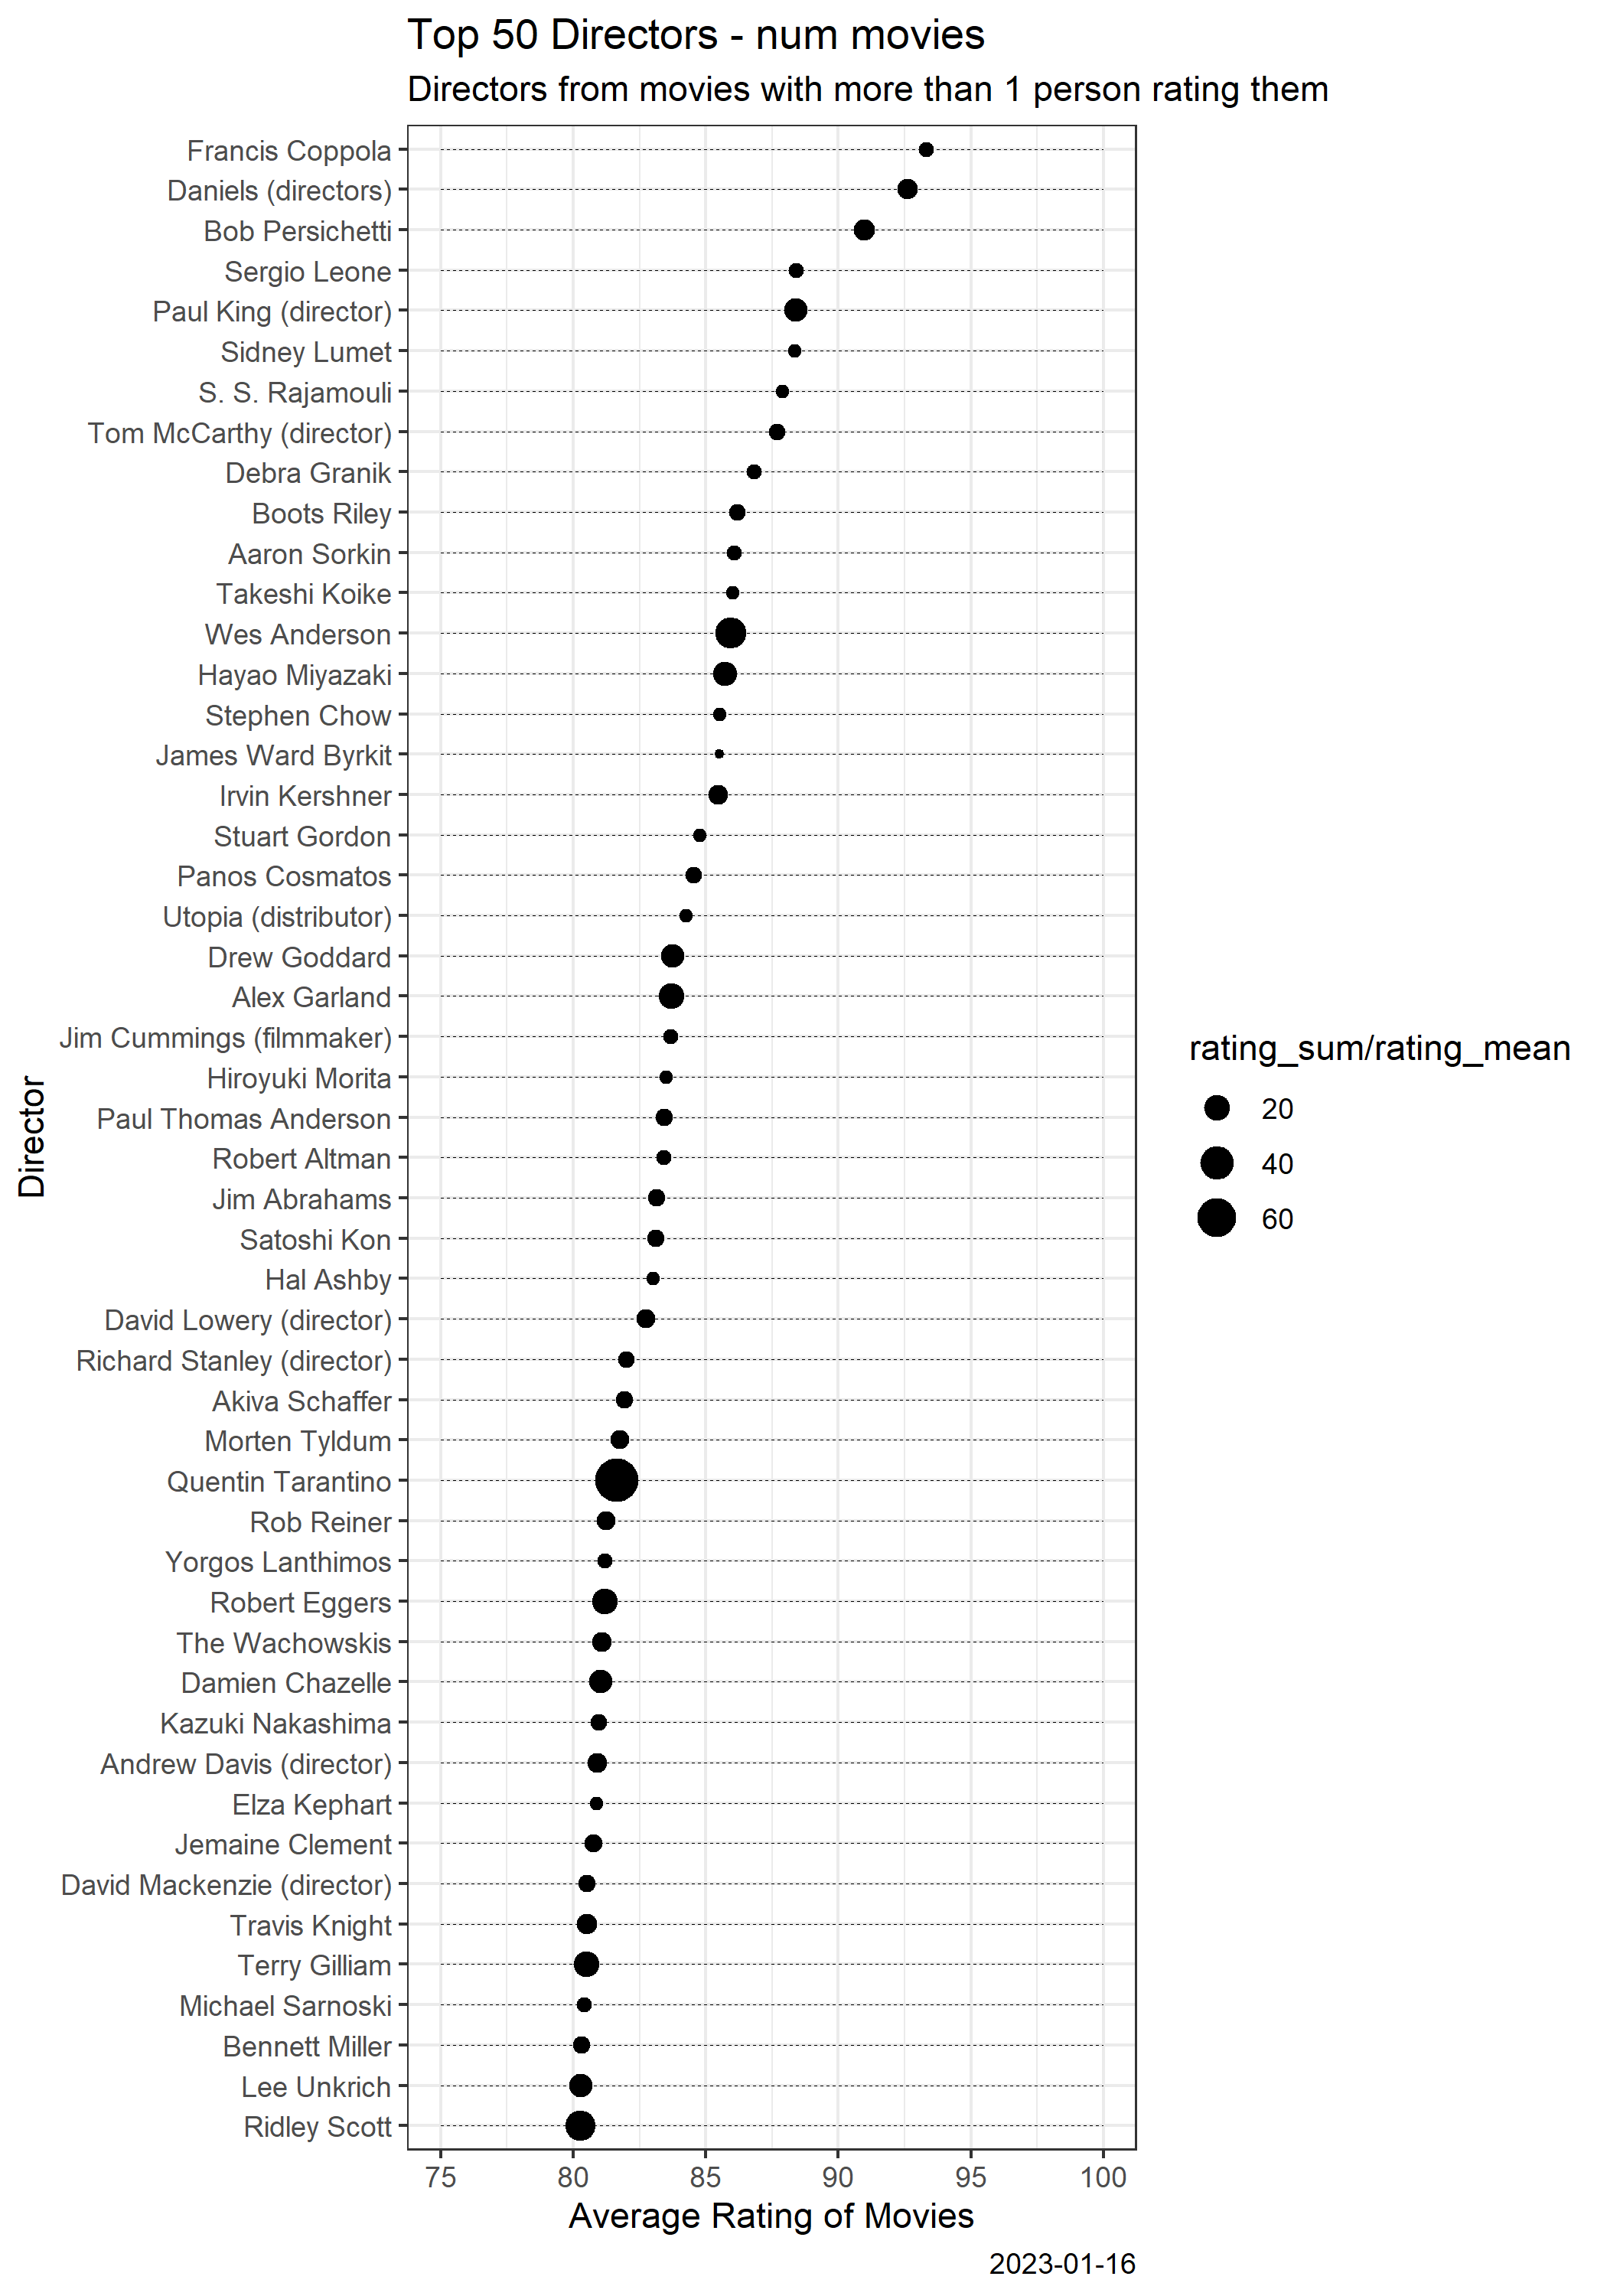 Top 50 Directors - num movies
Directors from movies with more than 1 person rating them
Francis Coppola
Daniels (directors)
Bob Persichetti
Sergio Leone
Paul King (director)
Sidney Lumet
S. S. Rajamouli
Tom McCarthy (director)
Debra Granik
Boots Riley
Aaron Sorkin
Takeshi Koike
Wes Anderson
Hayao Miyazaki
Stephen Chow
James Ward Byrkit
Irvin Kershner
Stuart Gordon
Panos Cosmatos
Utopia (distributor)
Drew Goddard
Alex Garland
Jim Cummings (filmmaker)
Hiroyuki Morita
Paul Thomas Anderson
Robert Altman
Jim Abrahams
Satoshi Kon
Hal Ashby
David Lowery (director)
Richard Stanley (director)
Akiva Schaffer
Morten Tyldum
Quentin Tarantino
Rob Reiner
Yorgos Lanthimos
Robert Eggers
The Wachowskis
Damien Chazelle
Kazuki Nakashima
Andrew Davis (director)
Elza Kephart
Jemaine Clement
David Mackenzie (director)
Travis Knight
Terry Gilliam
Michael Sarnoski
Bennett Miller
Lee Unkrich
Ridley Scott
Director
75 80 85 90 95 100
Average Rating of Movies
2023-01-16
rating_sum/rating_mean
20
40
60